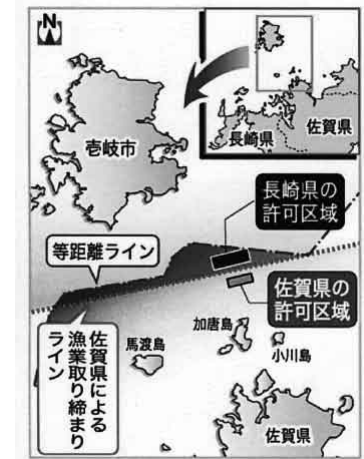 N
壱岐市
長崎県
佐賀県
長崎県の
許可区域
等距離ライン
佐賀県の
許可区域
佐賀県による
漁業取り締まり
ライン
馬渡島
加唐島
小川島
佐賀県